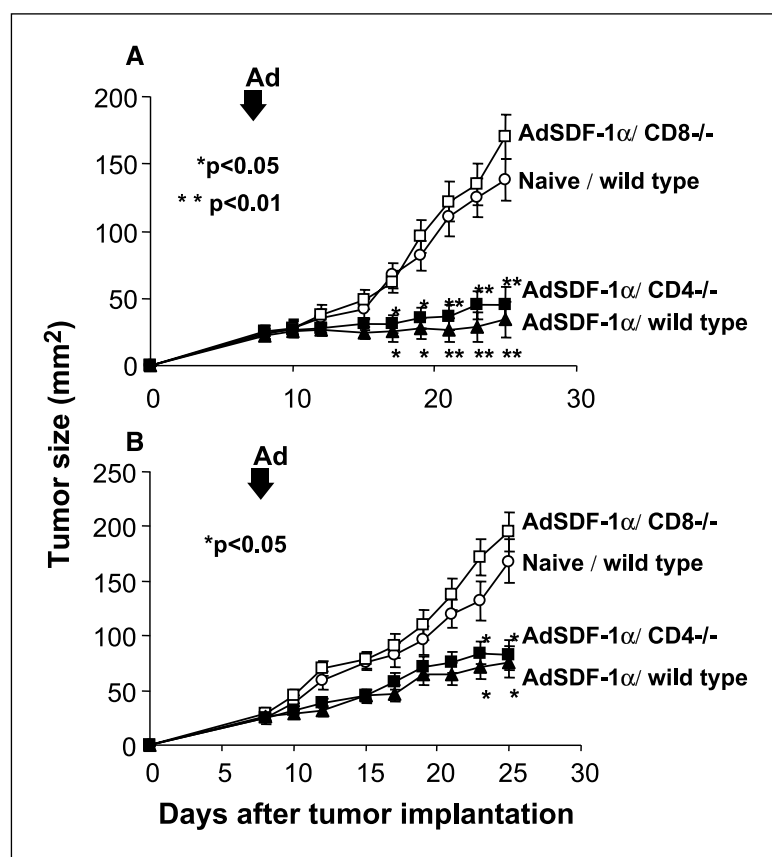 A
Ad
200
*p<0.05
** p<0.01
AdSDF-1α/ CD8-/-
Naive / wild type
150
100
50
* * ** ** **
AdSDF-1α/ CD4-/-
AdSDF-1α/ wild type
* * ** ** **
0
0 10 20 30
Tumor size (mm2)
B
Ad
250
*p<0.05
AdSDF-1α/ CD8-/-
200
Naive / wild type
150
100
* *
AdSDF-1α/ CD4-/-
AdSDF-1α/ wild type
50
* *
0
0 5 10 15 20 25 30
Days after tumor implantation